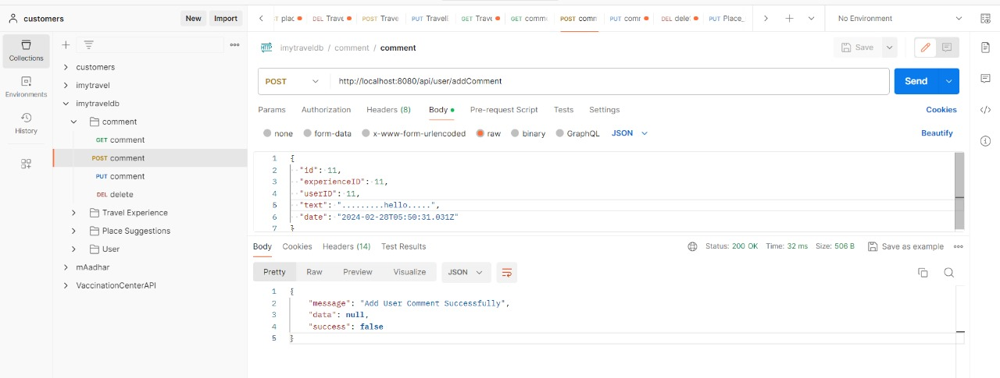 customers
New
Import
plac
DEL Trave
POST Trave
PUT Travell
GET Trave
GET comm
POST comn
PUT comr
DEL delet
PUT Place_
No Environment
Collections
Environments
History
customers
imytravel
imytraveldb
comment
GET comment
POST comment
PUT comment
DEL delete
Travel Experience
Place Suggestions
User
mAadhar
VaccinationCenterAPI
HTTP imytraveldb / comment / comment
Save
POST http://localhost:8080/api/user/addComment
Send
Params Authorization Headers (8) Body Pre-request Script Tests Settings
Cookies
none form-data x-www-form-urlencoded raw binary GraphQL JSON
Beautify
1 {
2 "id": 11,
3 "experienceID": 11,
4 "userID": 11,
5 "text": ".........hello.....",
6 "date": "2024-02-28T05:50:31.031Z"
7 }
Body Cookies Headers (14) Test Results
Status: 200 OK Time: 32 ms Size: 506 B Save as example
Pretty Raw Preview Visualize JSON
1 {
2 "message": "Add User Comment Successfully",
3 "data": null,
4 "success": false
5 }